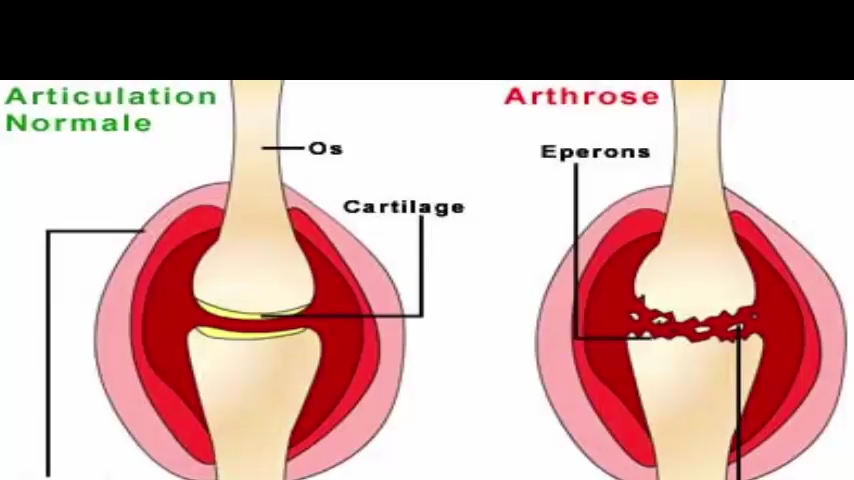 Articulation
Normale
Os
Cartilage
Arthrose
Eperons